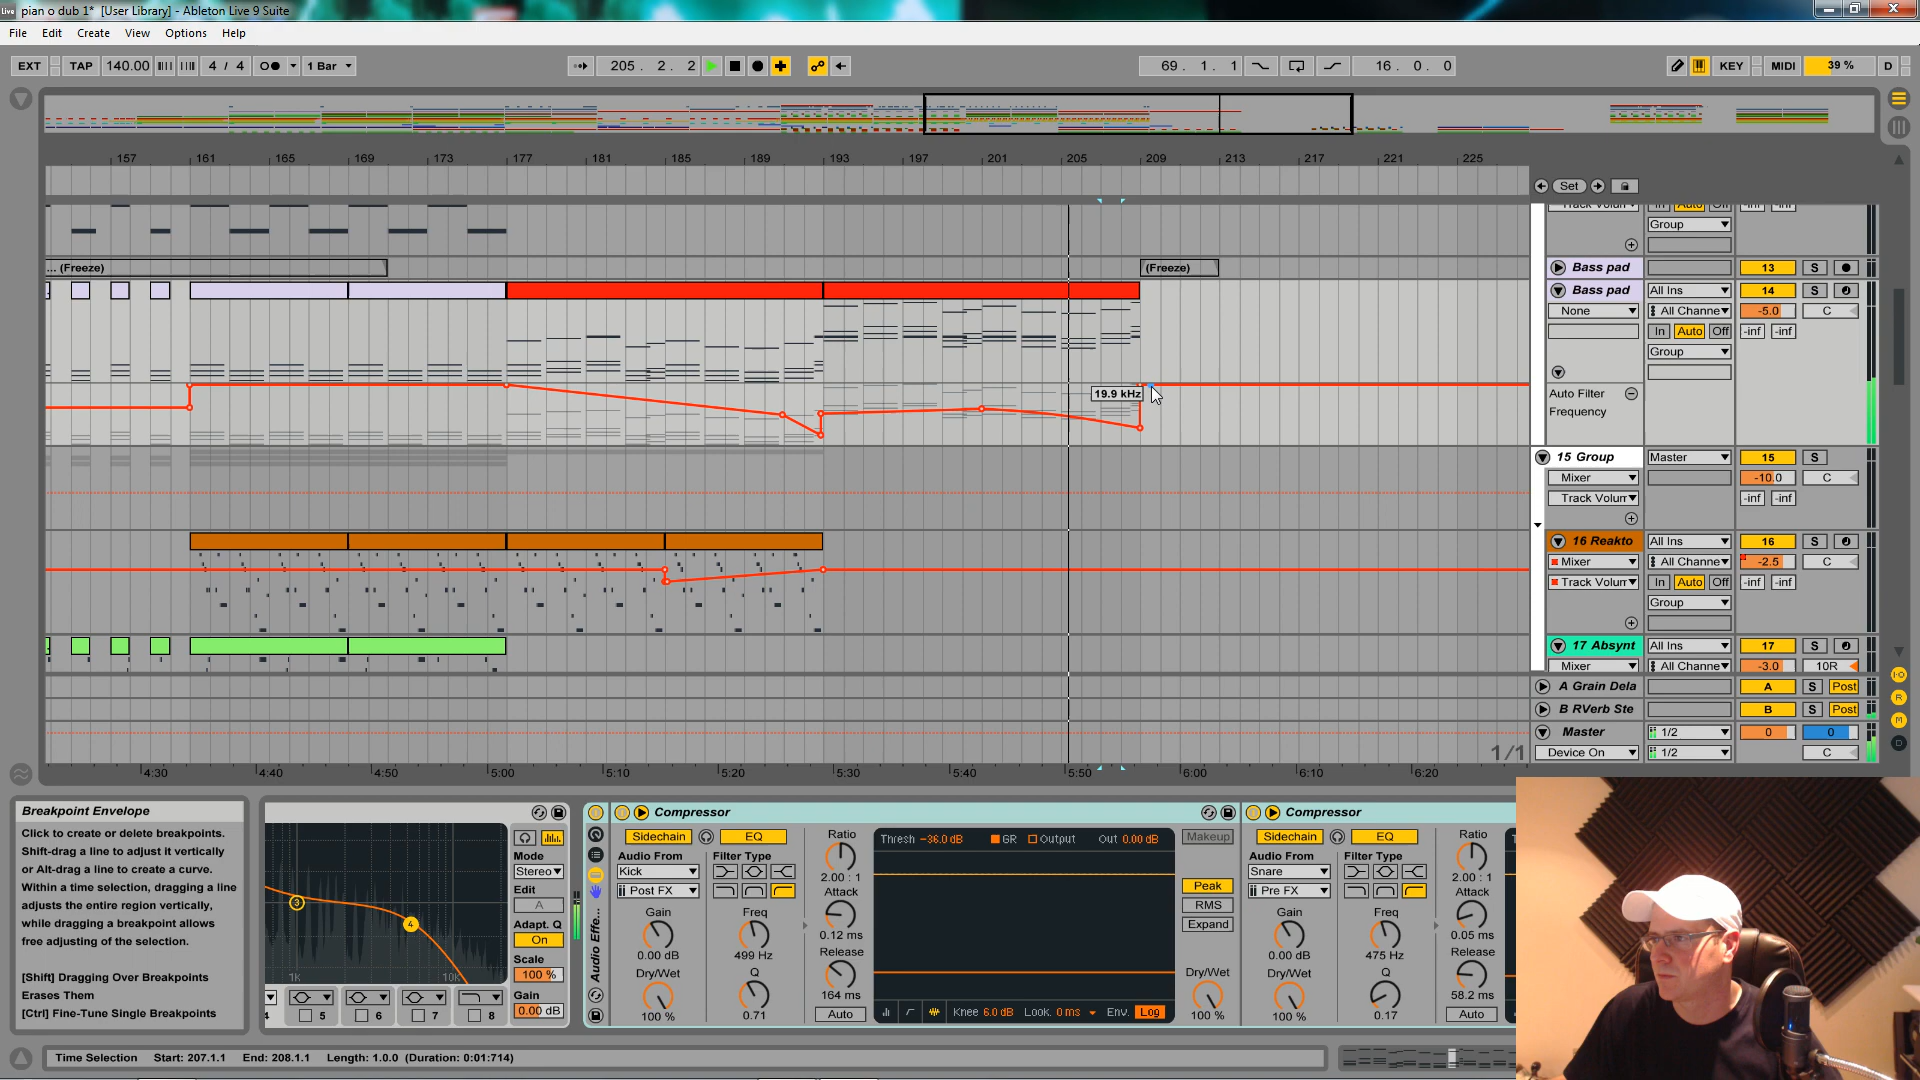 pian o dub 1* [User Library] - Ableton Live 9 Suite
File Edit Create View Options Help
EXT TAP 140.00 4 / 4 1 Bar 205. 2. 2 69. 1. 1 16. 0. 0 KEY MIDI 39 % D
157 161 165 169 173 177 181 185 189 193 197 201 205 209 213 217 221 225
Set
Group
... (Freeze) (Freeze) Bass pad 13 S
Bass pad All Ins 14 S
None All Channe -5.0 C
In Auto Off -inf -inf
Group
19.9 kHz
Auto Filter
Frequency
15 Group Master 15 S
Mixer -10.0 C
Track Volum -inf -inf
16 Reakto All Ins 16 S
Mixer All Channe -2.5 C
Track Volum In Auto Off -inf -inf
Group
17 Absynt All Ins 17 S
Mixer All Channe -3.0 10R
A Grain Dela A S Post
B RVerb Ste B S Post
Master 1/2 0 0
1/1 Device On 1/2 C
4:30 4:40 4:50 5:00 5:10 5:20 5:30 5:40 5:50 6:00 6:10 6:20
Breakpoint Envelope
Click to create or delete breakpoints.
Shift-drag a line to adjust it vertically
or Alt-drag a line to create a curve.
Within a time selection, dragging a line
adjusts the entire region vertically,
while dragging a breakpoint allows
free adjusting of the selection.
[Shift] Dragging Over Breakpoints
Erases Them
[Ctrl] Fine-Tune Single Breakpoints
3 4
1K 10K
4 5 6 7 8
Mode
Stereo
Edit
A
Adapt. Q
On
Scale
100 %
Gain
0.00 dB
Audio Effe...
Compressor
Sidechain EQ
Audio From Filter Type
Kick
Post FX
Gain Freq
0.00 dB 499 Hz
Dry/Wet Q
100 % 0.71
Ratio
2.00 : 1
Attack
0.12 ms
Release
164 ms
Auto
Thresh -36.0 dB GR Output Out 0.00 dB
Knee 6.0 dB Look. 0 ms Env. Log
Makeup
Peak
RMS
Expand
Dry/Wet
100 %
Compressor
Sidechain EQ
Audio From Filter Type
Snare
Pre FX
Gain Freq
0.00 dB 475 Hz
Dry/Wet Q
100 % 0.17
Ratio
2.00 : 1
Attack
0.05 ms
Release
58.2 ms
Auto
Time Selection Start: 207.1.1 End: 208.1.1 Length: 1.0.0 (Duration: 0:01:714)